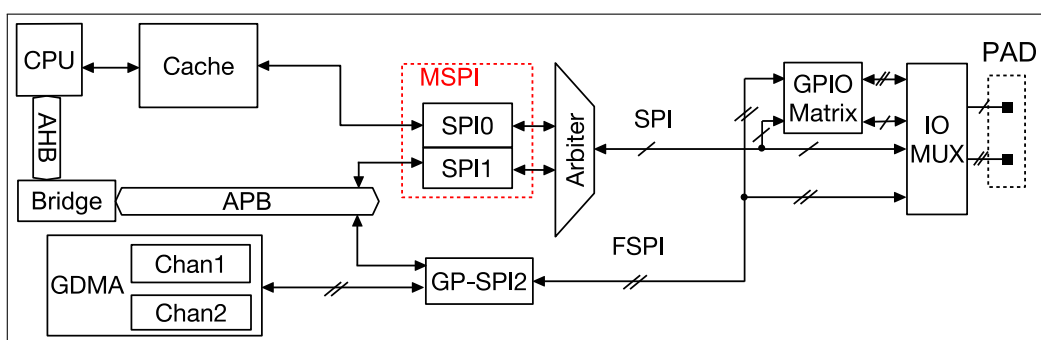 CPU
Cache
AHB
Bridge
APB
MSPI
SPI0
SPI1
Arbiter
SPI
GPIO
Matrix
IO
MUX
PAD
GDMA
Chan1
Chan2
GP-SPI2
FSPI